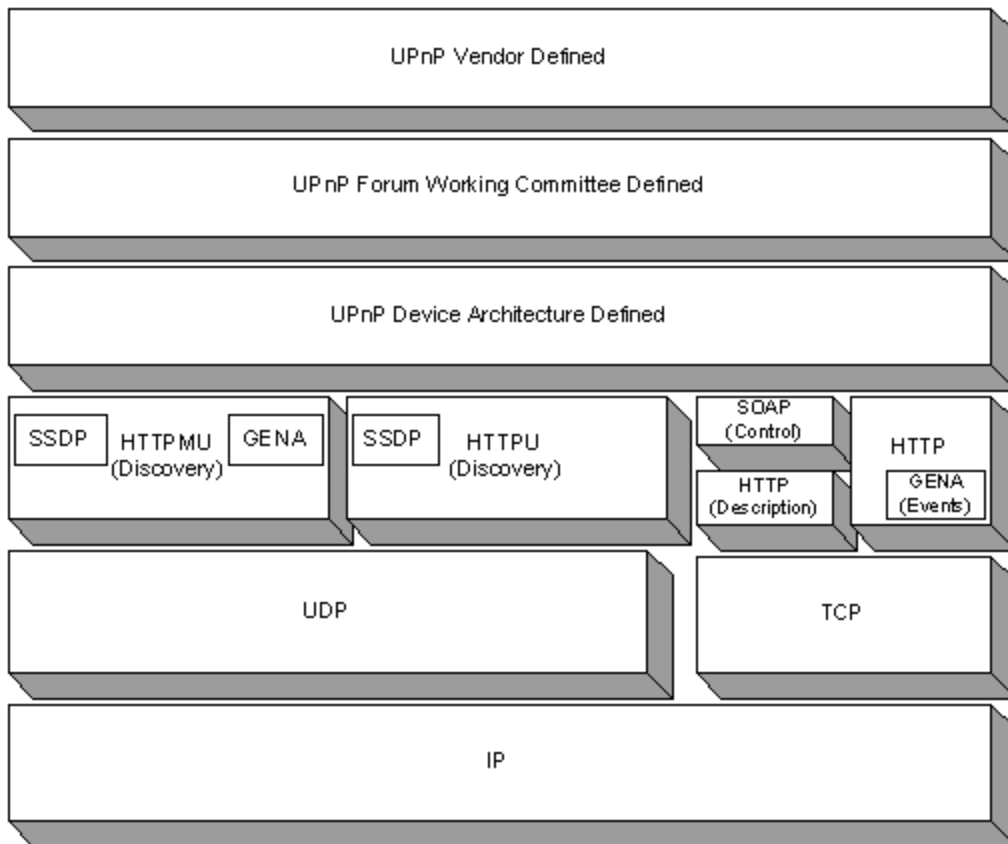 UPnP Vendor Defined
UPnP Forum Working Committee Defined
UPnP Device Architecture Defined
SSDP
HTTPMU
(Discovery)
GENA
SSDP
HTTPU
(Discovery)
SOAP
(Control)
HTTP
(Description)
HTTP
GENA
(Events)
UDP
TCP
IP